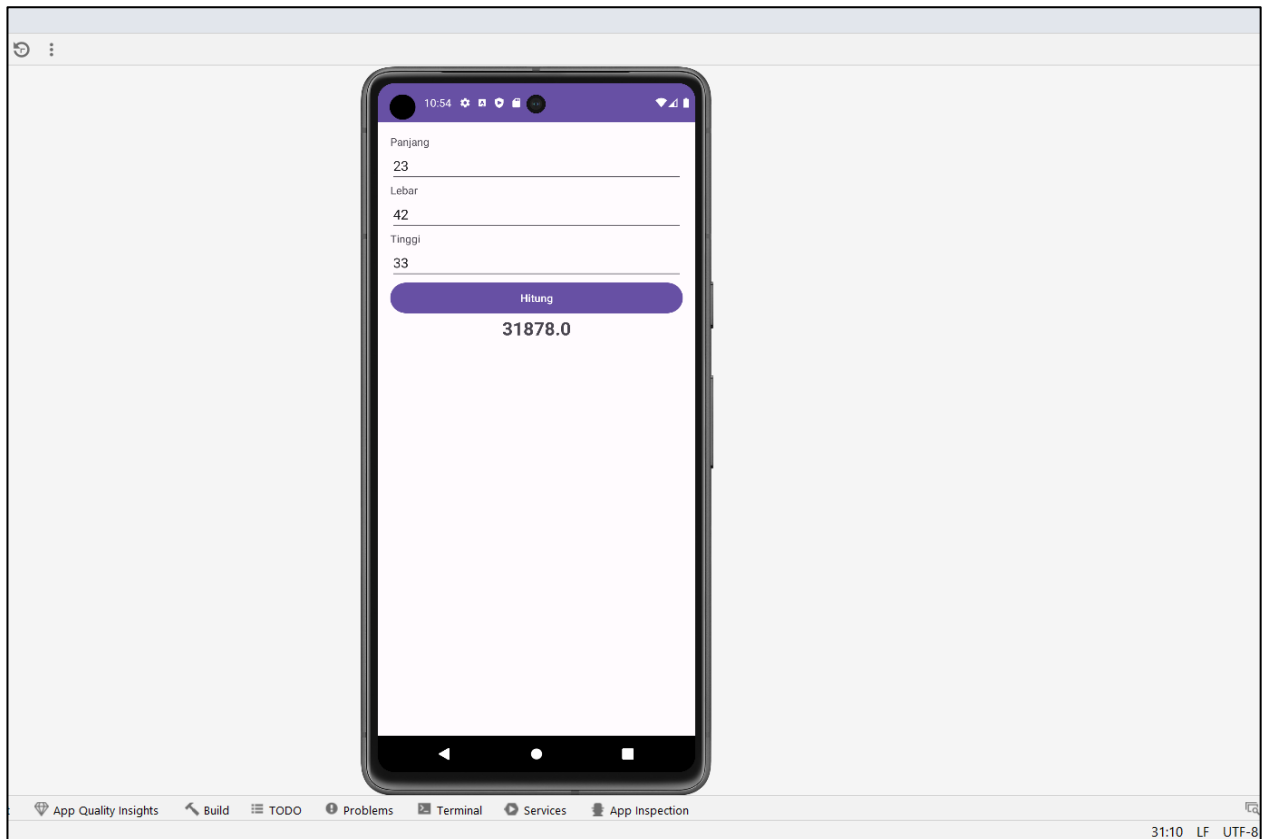 10:54
Panjang
23
Lebar
42
Tinggi
33
Hitung
31878.0
App Quality Insights Build TODO Problems Terminal Services App Inspection
31:10 LF UTF-8